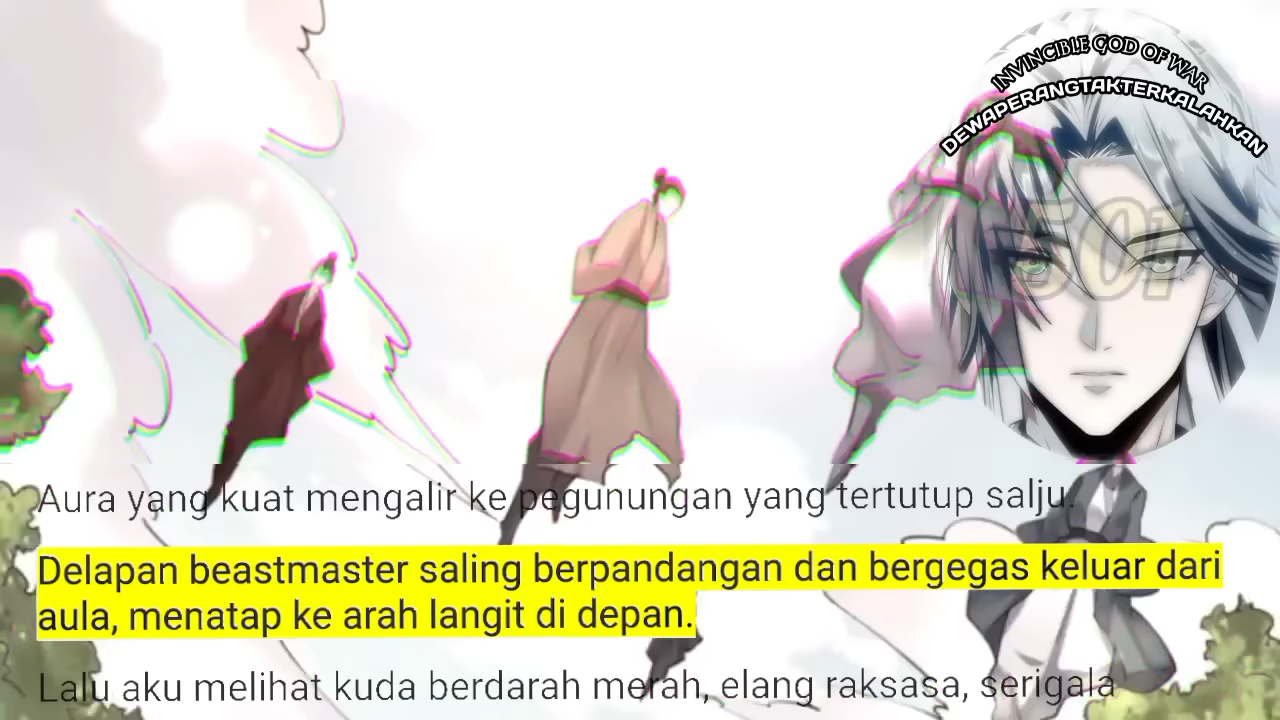 INVINCIBLE GOD OF WAR
DEWAPERANGTAKTERKALAHKAN
501
Aura yang kuat mengalir ke pegunungan yang tertutup salju.
Delapan beastmaster saling berpandangan dan bergegas keluar dari
aula, menatap ke arah langit di depan.
Lalu aku melihat kuda berdarah merah, elang raksasa, serigala